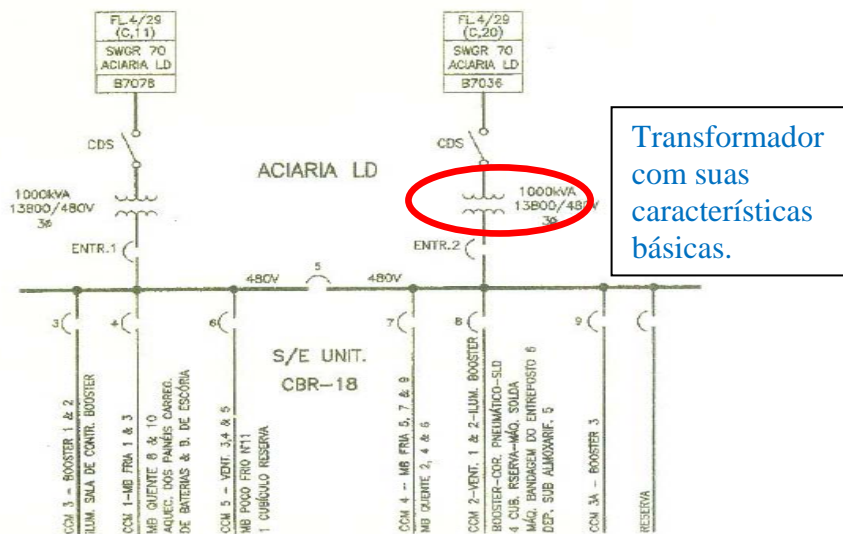 FL.4/29
(C,11)
SWGR 70
ACIARIA LD
B7078
FL.4/29
(C,20)
SWGR 70
ACIARIA LD
B7036
CDS
CDS
ACIARIA LD
1000kVA
13800/480V
3ø
1000kVA
13800/480V
3ø
Transformador
com suas
características
básicas.
ENTR.1
ENTR.2
480V
5
480V
3
4
6
7
8
9
S/E UNIT.
CBR-18
CCM 3 - BOOSTER 1 & 2
ILUM. SALA DE CONTR. BOOSTER
CCM 1-MB FRIA 1 & 3
MB QUENTE 8 & 10
AQUEC. DOS PAINÉIS CARREG.
DE BATERIAS & B. DE ESCÓRIA
CCM 5 - VENT. 3,4 & 5
MB POCO FRIO Nº11
1 CUBÍCULO RESERVA
CCM 4 - MB FRIA 5, 7 & 9
MB QUENTE 2, 4 & 6
CCM 2-VENT. 1 & 2-ILUM. BOOSTER
BOOSTER-COR. PNEUMÁTICO-SLD
4 CUB. RSERVA-MÁQ. SOLDA
MÁQ. BANDAGEM DO ENTREPOSTO 6
DEP. SUB ALMOXARIF. 5
CCM 3A - BOOSTER 3
RESERVA